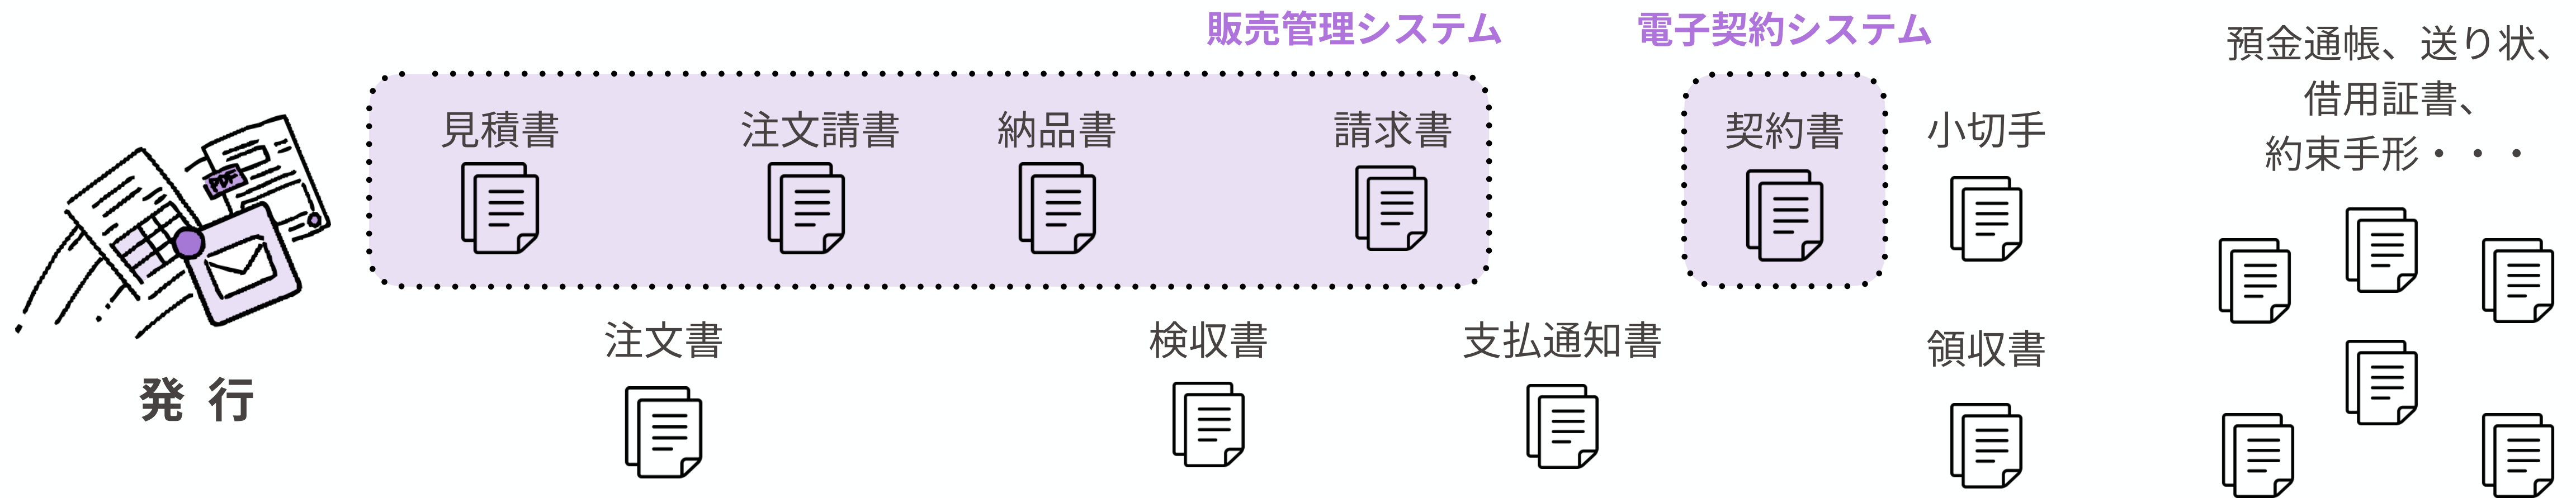 販売管理システム
電子契約システム
預金通帳、送り状、
借用証書、
約束手形・・・
見積書
注文請書
納品書
請求書
契約書
小切手
PDF
注文書
検収書
支払通知書
領収書
発 行